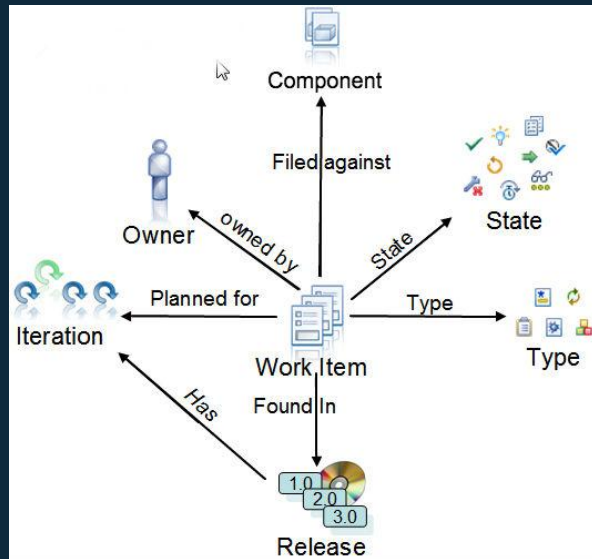 Component
Filed against
Owner
owned by
State
State
Iteration
Planned for
Work Item
Type
Type
Found In
Has
1.0
2.0
3.0
Release